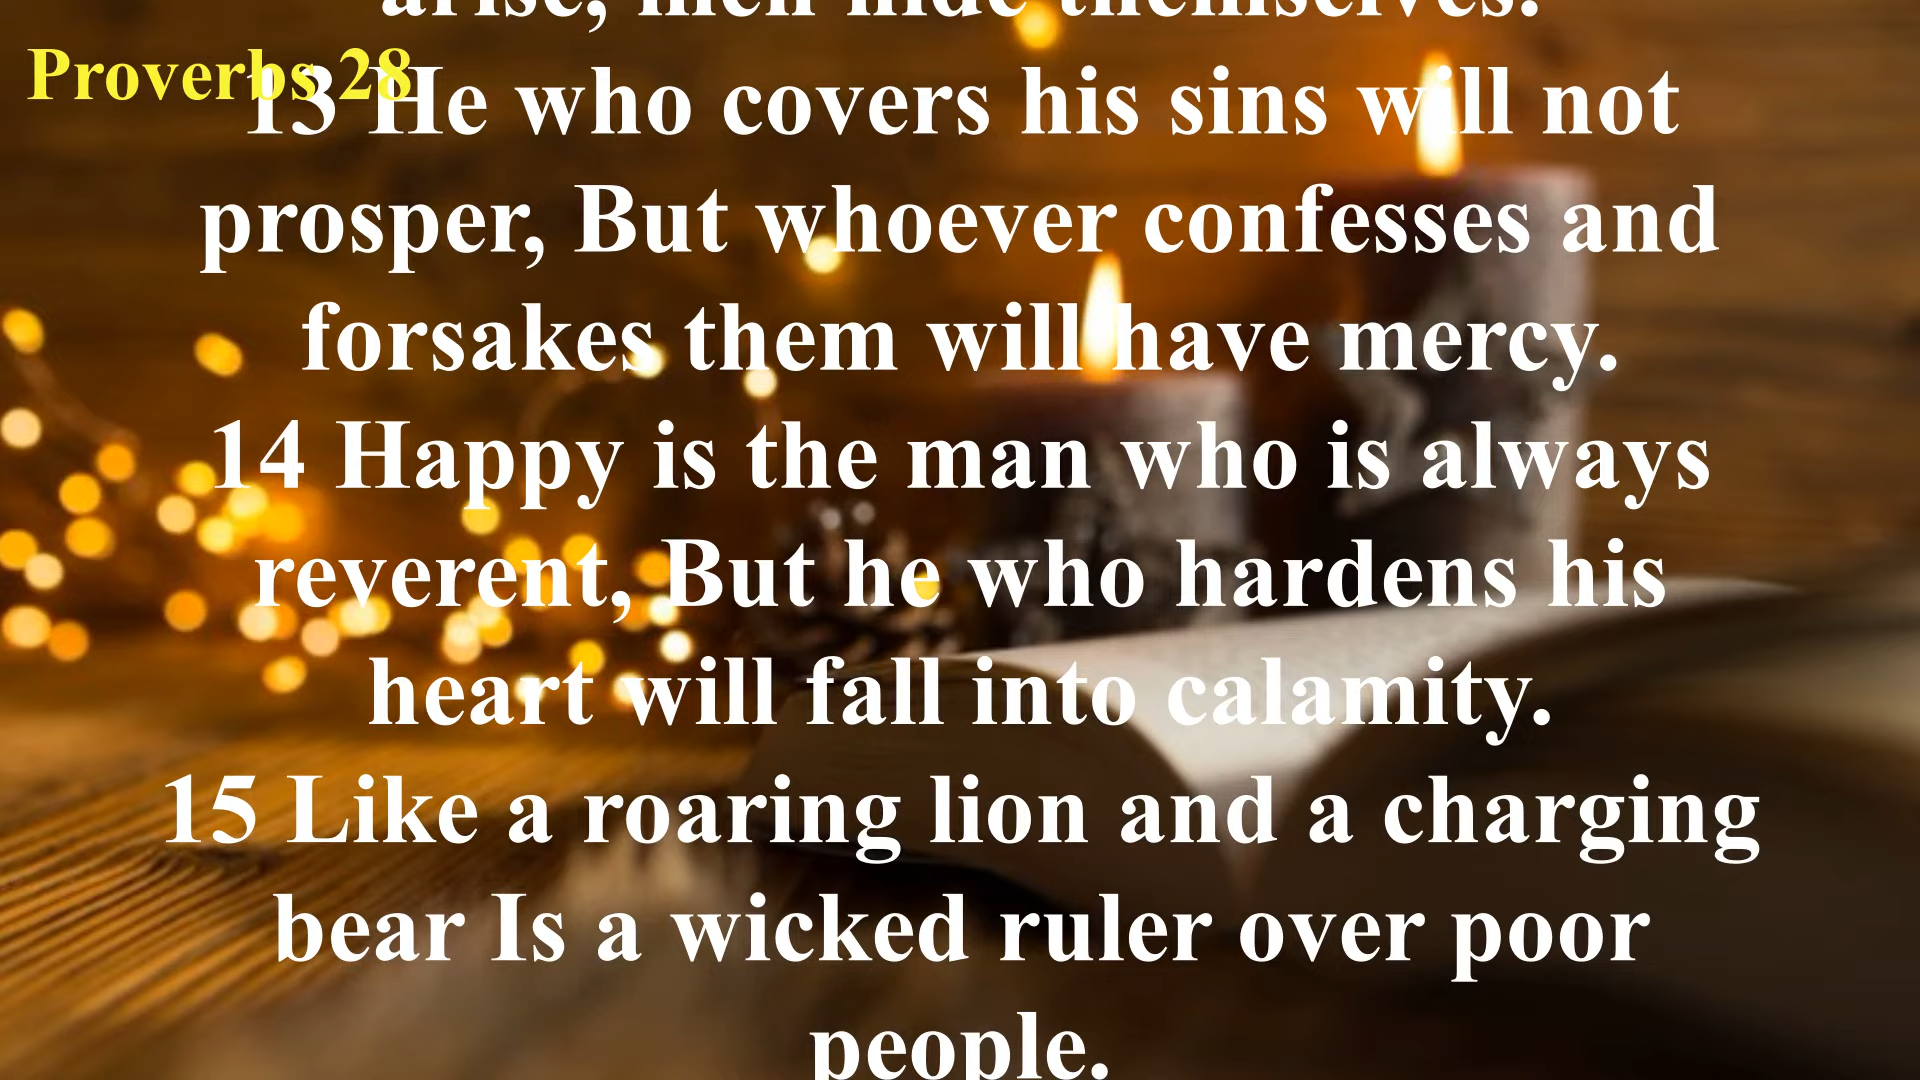 arise, men hide themselves.
Proverbs 28
13 He who covers his sins will not
prosper, But whoever confesses and
forsakes them will have mercy.
14 Happy is the man who is always
reverent, But he who hardens his
heart will fall into calamity.
15 Like a roaring lion and a charging
bear Is a wicked ruler over poor
people.